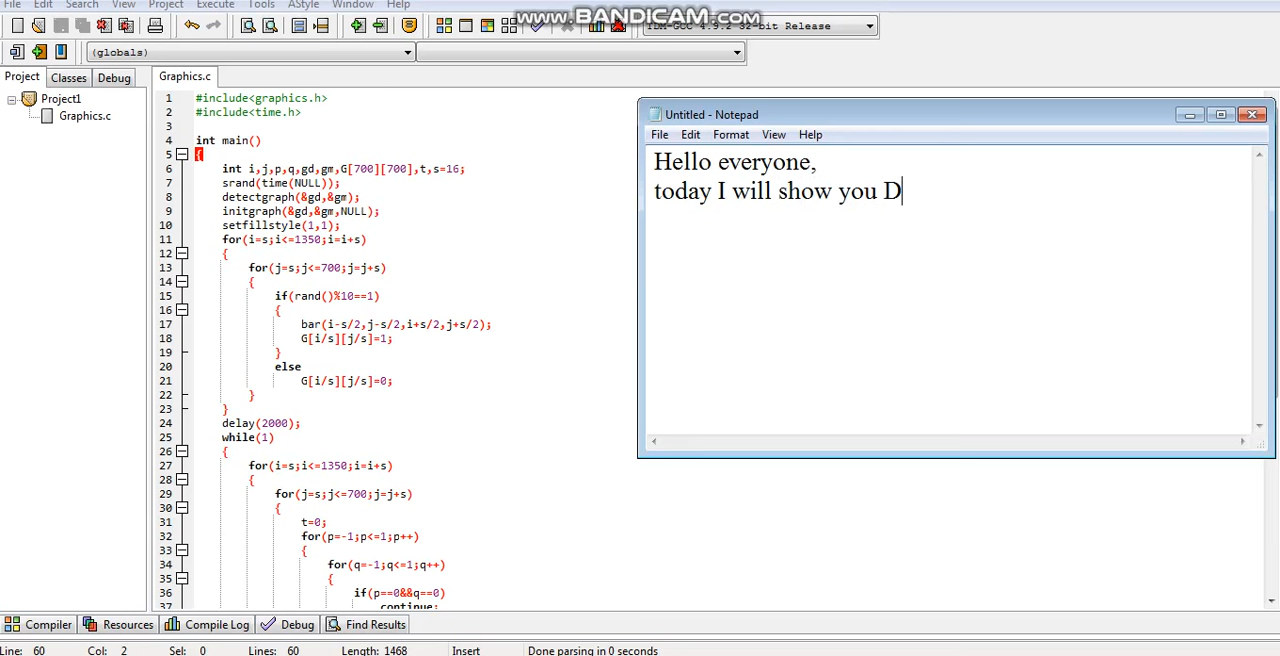 File Edit Search View Project Execute Tools AStyle Window Help
www.BANDICAM.com
TDM-GCC 4.9.2 32-bit Release
(globals)
Project Classes Debug
Graphics.c
Project1
Graphics.c
1 #include<graphics.h>
2 #include<time.h>
3
4 int main()
5 {
6 int i,j,p,q,gd,gm,G[700][700],t,s=16;
7 srand(time(NULL));
8 detectgraph(&gd,&gm);
9 initgraph(&gd,&gm,NULL);
10 setfillstyle(1,1);
11 for(i=s;i<=1350;i=i+s)
12 {
13 for(j=s;j<=700;j=j+s)
14 {
15 if(rand()%10==1)
16 {
17 bar(i-s/2,j-s/2,i+s/2,j+s/2);
18 G[i/s][j/s]=1;
19 }
20 else
21 G[i/s][j/s]=0;
22 }
23 }
24 delay(2000);
25 while(1)
26 {
27 for(i=s;i<=1350;i=i+s)
28 {
29 for(j=s;j<=700;j=j+s)
30 {
31 t=0;
32 for(p=-1;p<=1;p++)
33 {
34 for(q=-1;q<=1;q++)
35 {
36 if(p==0&&q==0)
37 continue;
Untitled - Notepad
File Edit Format View Help
Hello everyone,
today I will show you D
Compiler Resources Compile Log Debug Find Results
Line: 60 Col: 2 Sel: 0 Lines: 60 Length: 1468 Insert Done parsing in 0 seconds